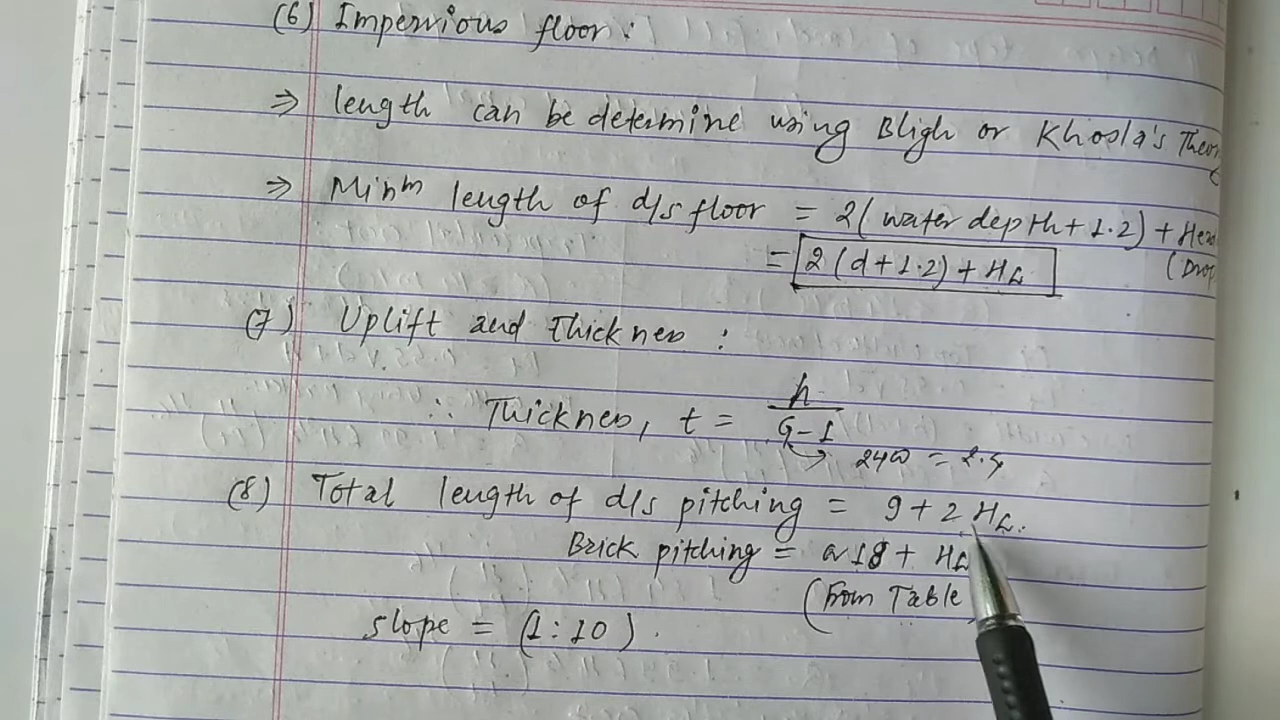 (6) Impervious floor :
⇒ length can be determine using Bligh or Khosla's Theory
⇒ Minᵐ length of d/s floor = 2( water depth + 1.2) + Head
(Drop
= 2 (d + 1.2) + HL
(7) Uplift and Thickness :
∴ Thickness, t = h / G-1
→ 2400 = 2.4
(8) Total length of d/s pitching = 9 + 2 HL.
Brick pitching = + HL
(From Table
slope = (1:10).